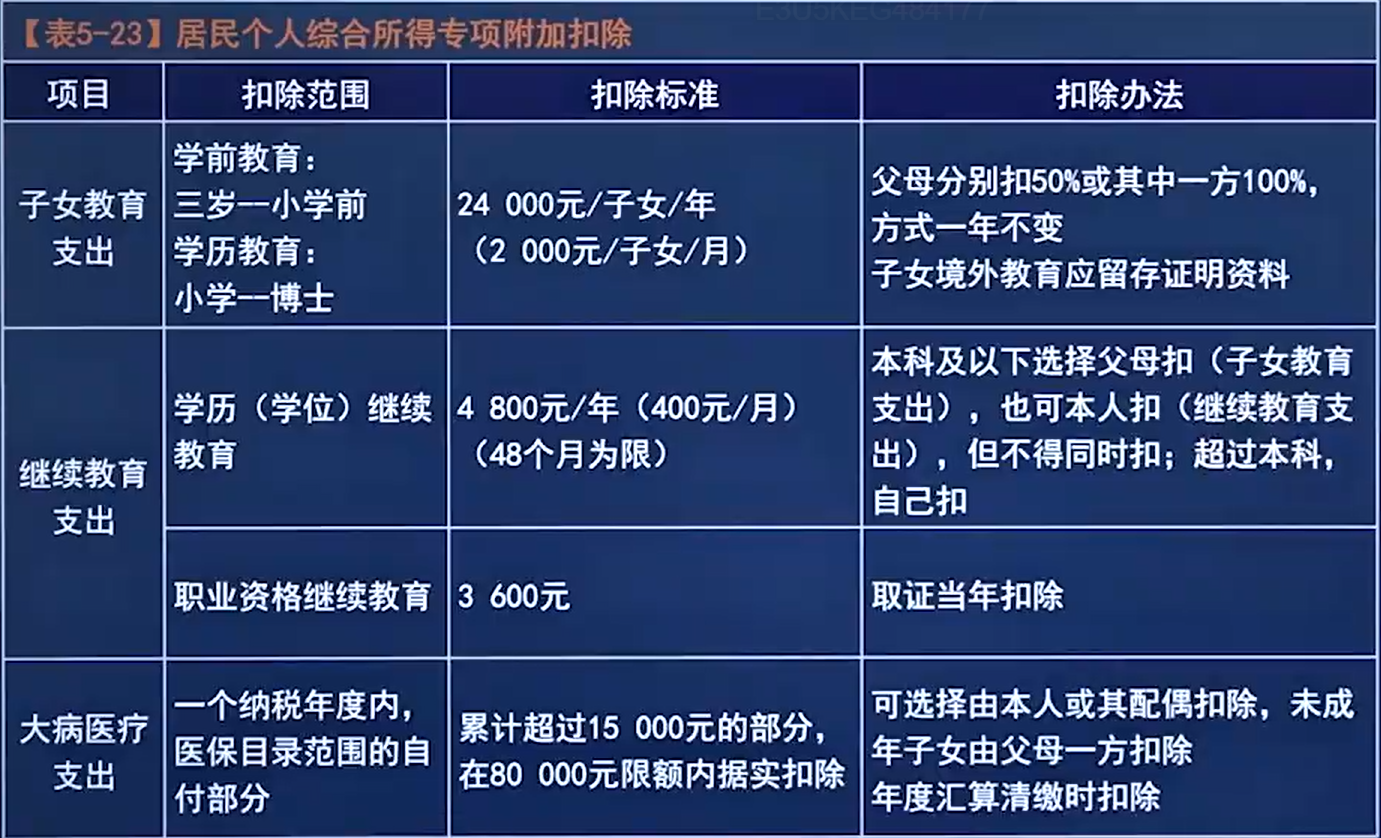 E305KEG484177
【表5-23】居民个人综合所得专项附加扣除
项目
扣除范围
扣除标准
扣除办法
子女教育
支出
学前教育：
三岁--小学前
学历教育：
小学--博士
24 000元/子女/年
（2 000元/子女/月）
父母分别扣50%或其中一方100%，
方式一年不变
子女境外教育应留存证明资料
继续教育
支出
学历（学位）继续
教育
4 800元/年（400元/月）
（48个月为限）
本科及以下选择父母扣（子女教育
支出），也可本人扣（继续教育支
出），但不得同时扣；超过本科，
自己扣
职业资格继续教育
3 600元
取证当年扣除
大病医疗
支出
一个纳税年度内，
医保目录范围的自
付部分
累计超过15 000元的部分，
在80 000元限额内据实扣除
可选择由本人或其配偶扣除，未成
年子女由父母一方扣除
年度汇算清缴时扣除